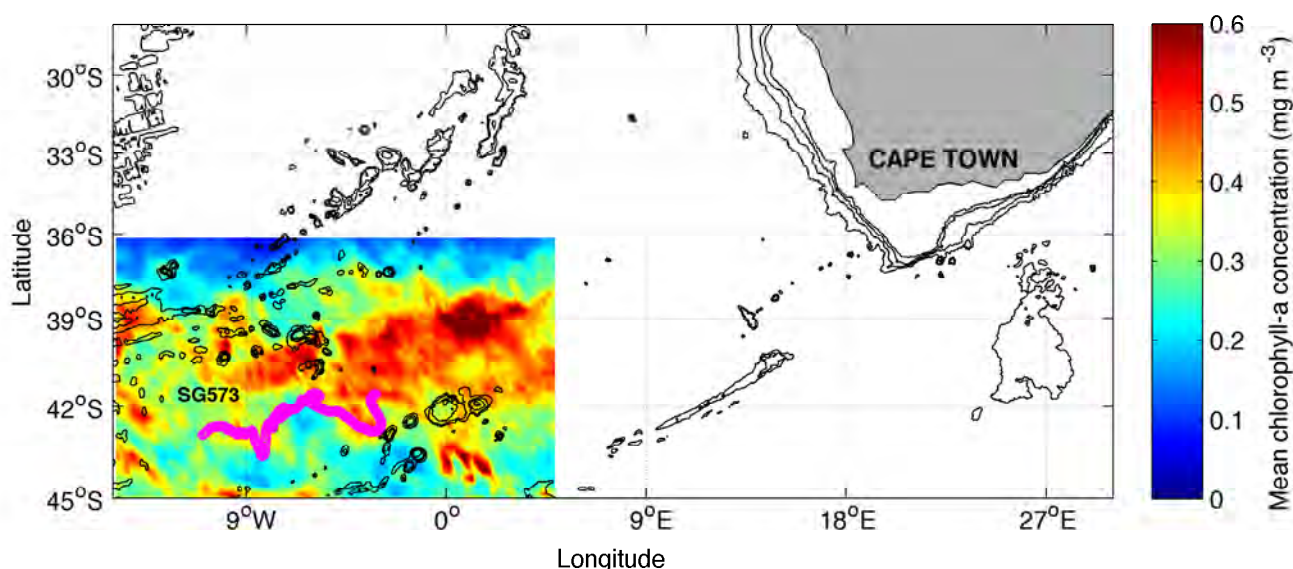 30°S
33°S
36°S
39°S
42°S
45°S
Latitude
9°W
0°
9°E
18°E
27°E
Longitude
CAPE TOWN
SG573
0.6
0.5
0.4
0.3
0.2
0.1
0
Mean chlorophyll-a concentration (mg m⁻³)